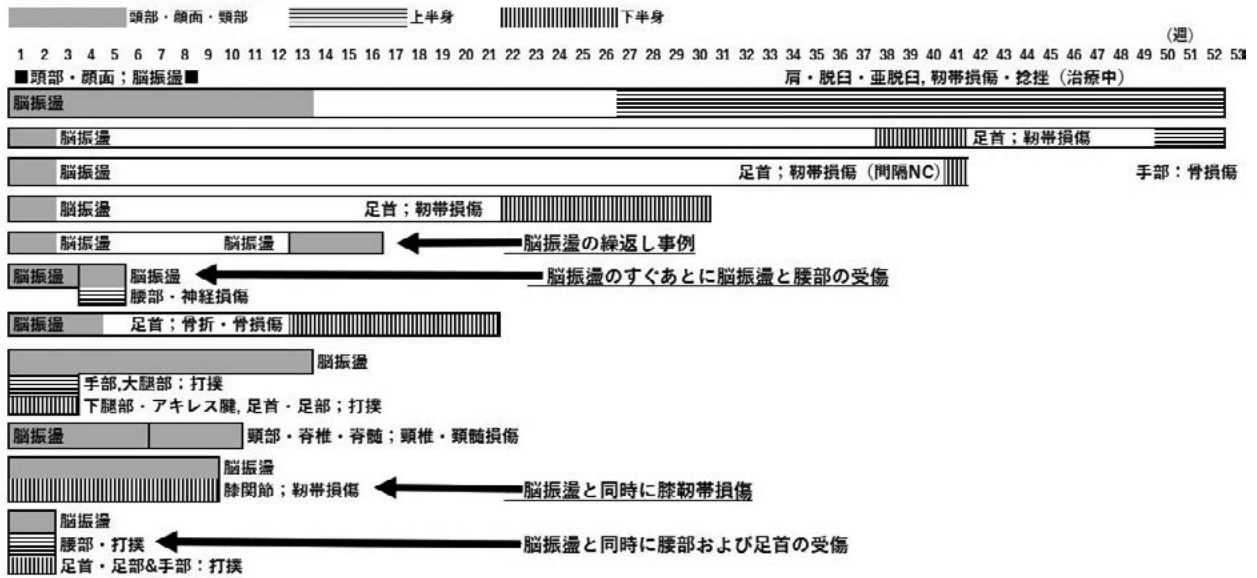 頭部・顔面・頸部 上半身 下半身
(週)
1 2 3 4 5 6 7 8 9 10 11 12 13 14 15 16 17 18 19 20 21 22 23 24 25 26 27 28 29 30 31 32 33 34 35 36 37 38 39 40 41 42 43 44 45 46 47 48 49 50 51 52 53
■頭部・顔面；脳振盪■ 肩・脱臼・亜脱臼, 靭帯損傷・捻挫（治療中）
脳振盪
脳振盪 足首；靭帯損傷
脳振盪 足首；靭帯損傷（間隔NC） 手部：骨損傷
脳振盪 足首；靭帯損傷
脳振盪 脳振盪 脳振盪の繰返し事例
脳振盪 脳振盪 脳振盪のすぐあとに脳振盪と腰部の受傷
腰部・神経損傷
脳振盪 足首；骨折・骨損傷
脳振盪
手部,大腿部：打撲
下腿部・アキレス腱, 足首・足部；打撲
脳振盪 頸部・脊椎・脊髄；頸椎・頸髄損傷
脳振盪
膝関節；靭帯損傷 脳振盪と同時に膝靭帯損傷
脳振盪
腰部・打撲 脳振盪と同時に腰部および足首の受傷
足首・足部&手部：打撲